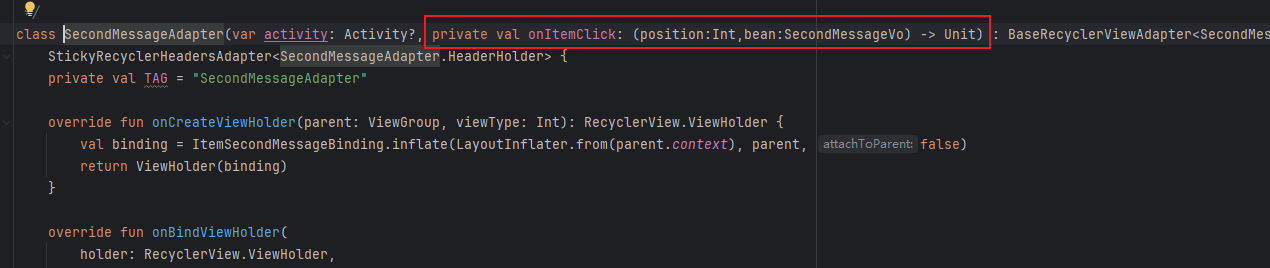 class SecondMessageAdapter(var activity: Activity?, private val onItemClick: (position:Int,bean:SecondMessageVo) -> Unit) : BaseRecyclerViewAdapter<SecondMes
StickyRecyclerHeadersAdapter<SecondMessageAdapter.HeaderHolder> {
private val TAG = "SecondMessageAdapter"
override fun onCreateViewHolder(parent: ViewGroup, viewType: Int): RecyclerView.ViewHolder {
val binding = ItemSecondMessageBinding.inflate(LayoutInflater.from(parent.context), parent, attachToParent: false)
return ViewHolder(binding)
}
override fun onBindViewHolder(
holder: RecyclerView.ViewHolder,